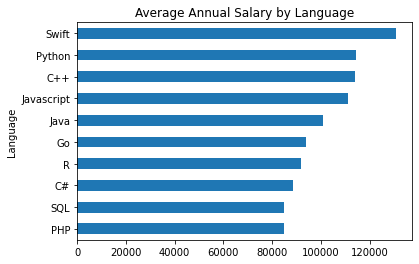 Average Annual Salary by Language
Swift
Python
C++
Javascript
Java
Go
R
C#
SQL
PHP
Language
0 20000 40000 60000 80000 100000 120000